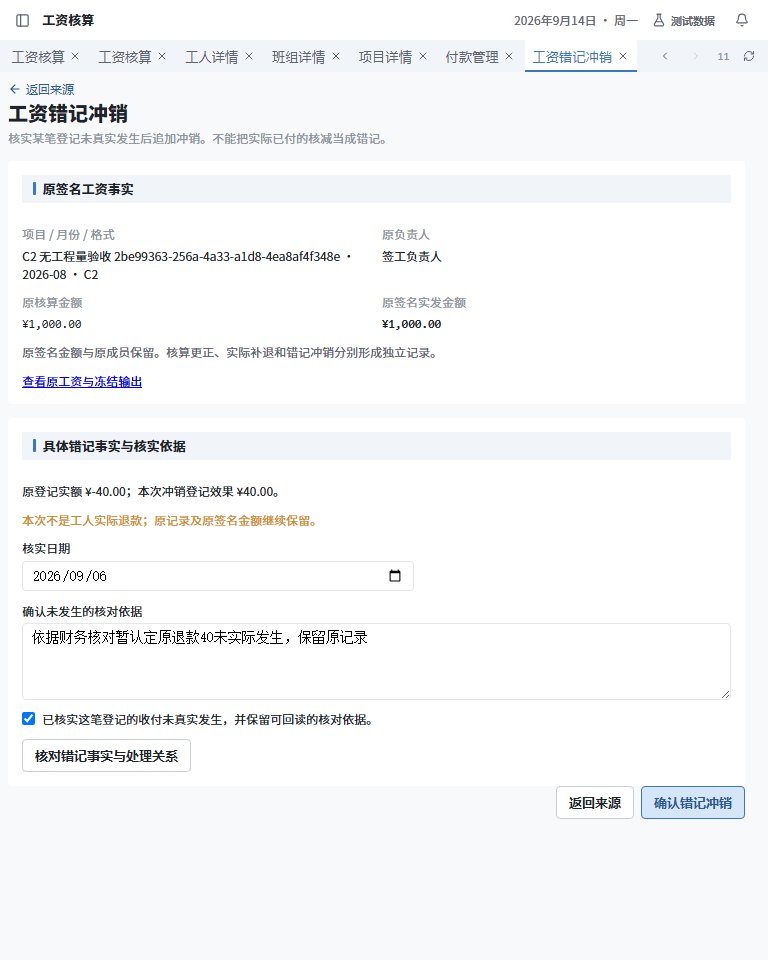 工资核算
2026年9月14日 · 周一 测试数据
工资核算 工资核算 工人详情 班组详情 项目详情 付款管理 工资错记冲销 11
返回来源
工资错记冲销
核实某笔登记未真实发生后追加冲销。不能把实际已付的核减当成错记。
原签名工资事实
项目 / 月份 / 格式
C2 无工程量验收 2be99363-256a-4a33-a1d8-4ea8af4f348e ·
2026-08 · C2
原负责人
签工负责人
原核算金额
¥1,000.00
原签名实发金额
¥1,000.00
原签名金额与原成员保留。核算更正、实际补退和错记冲销分别形成独立记录。
查看原工资与冻结输出
具体错记事实与核实依据
原登记实额 ¥-40.00；本次冲销登记效果 ¥40.00。
本次不是工人实际退款；原记录及原签名金额继续保留。
核实日期
2026/09/06
确认未发生的核对依据
依据财务核对暂认定原退款40未实际发生，保留原记录
已核实这笔登记的收付未真实发生，并保留可回读的核对依据。
核对错记事实与处理关系
返回来源 确认错记冲销